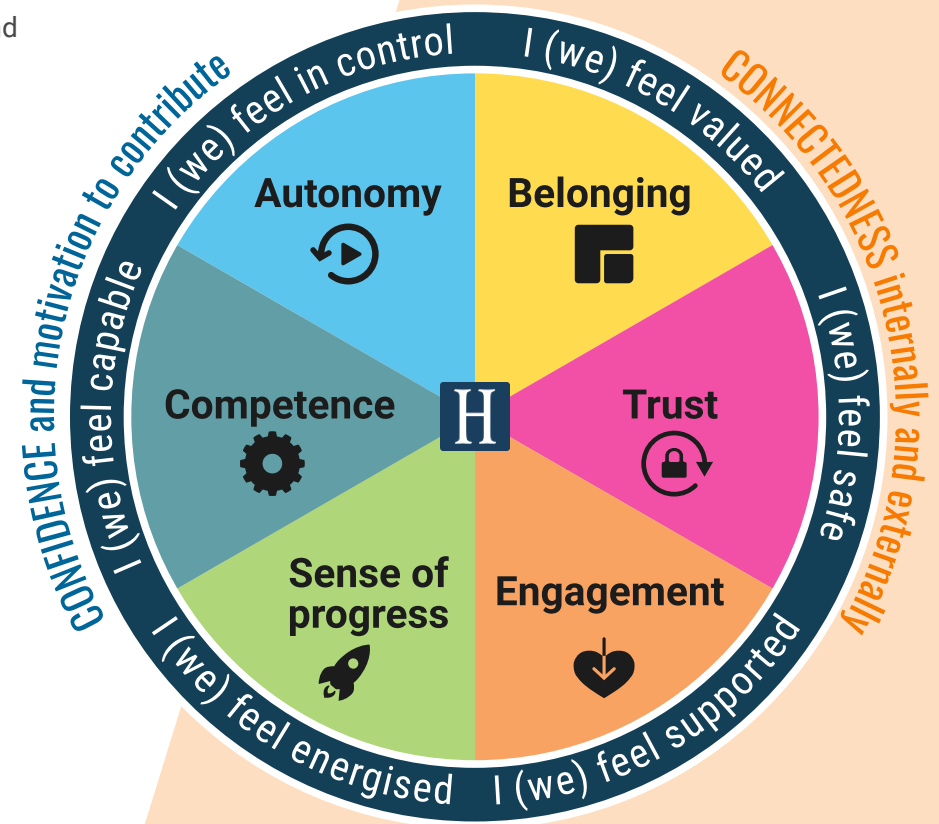 nd
CONFIDENCE and motivation to contribute
CONNECTEDNESS internally and externally
I (we) feel in control
I (we) feel valued
I (we) feel safe
I (we) feel supported
I (we) feel energised
I (we) feel capable
Autonomy
Belonging
Competence
H
Trust
Sense of
progress
Engagement